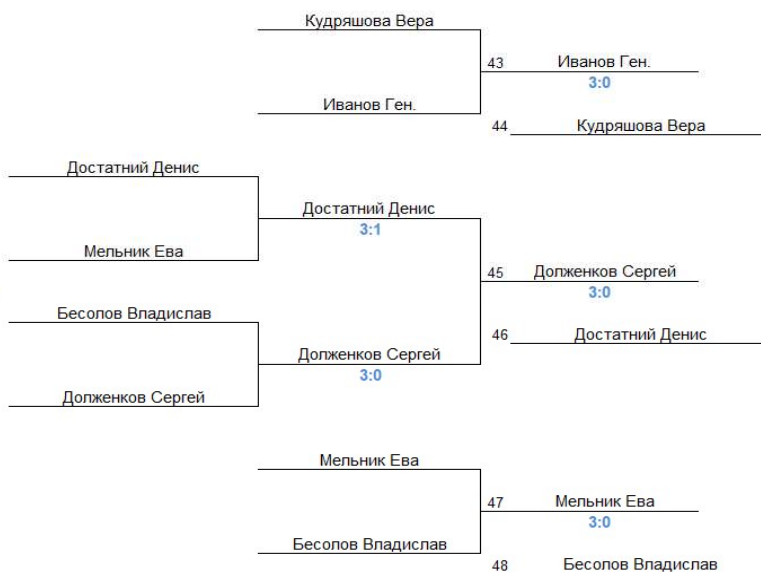 Кудряшова Вера
43 Иванов Ген.
3:0
Иванов Ген.
44 Кудряшова Вера
Достатний Денис
Достатний Денис
3:1
Мельник Ева
45 Долженков Сергей
3:0
Бесолов Владислав
46 Достатний Денис
Долженков Сергей
3:0
Долженков Сергей
Мельник Ева
47 Мельник Ева
3:0
Бесолов Владислав
48 Бесолов Владислав